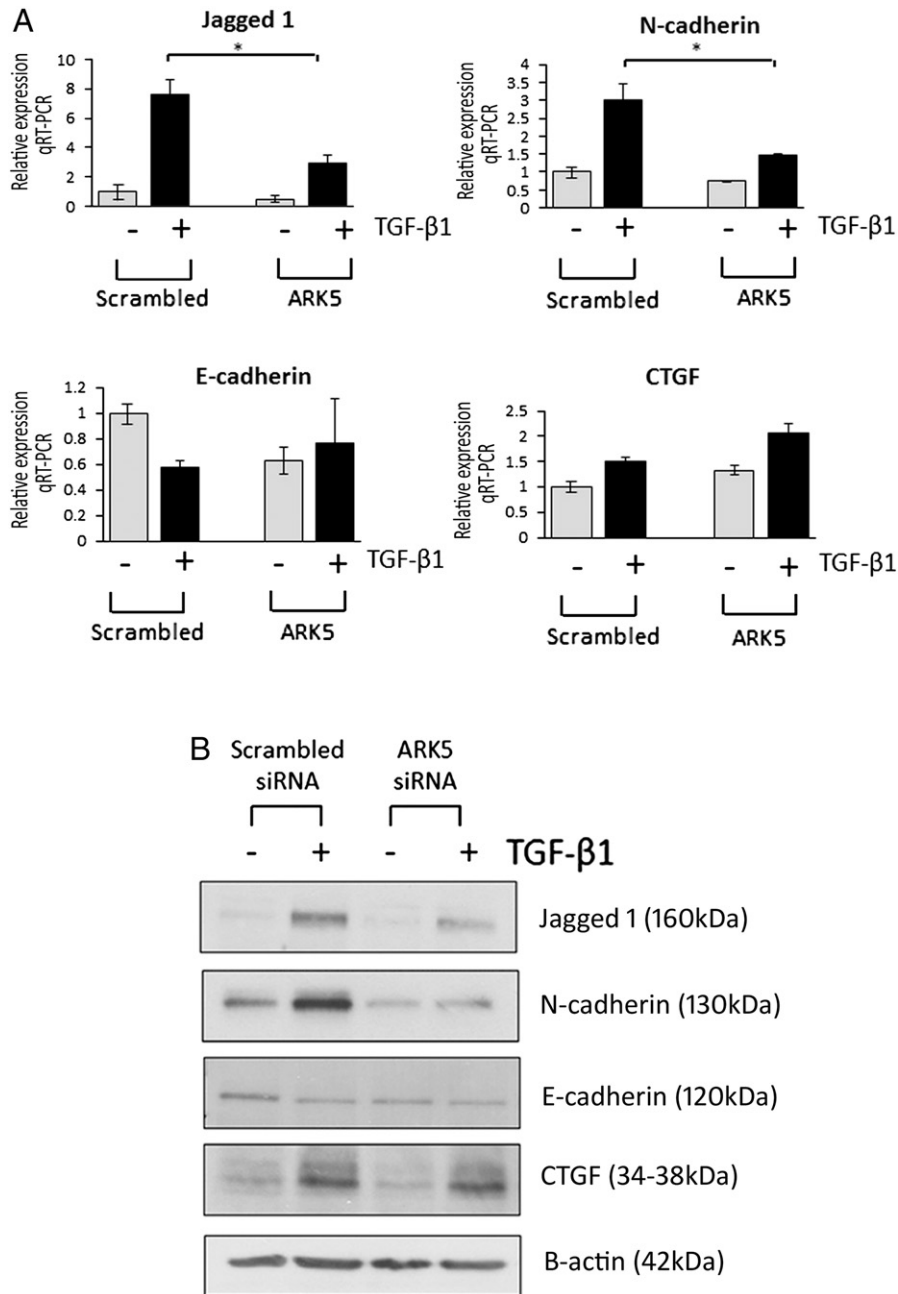 A
Jagged 1
Relative expression
qRT-PCR
10
8
6
4
2
0
*
- + - + TGF-β1
Scrambled ARK5
N-cadherin
Relative expression
qRT-PCR
4
3.5
3
2.5
2
1.5
1
0.5
0
*
- + - + TGF-β1
Scrambled ARK5
E-cadherin
Relative expression
qRT-PCR
1.2
1
0.8
0.6
0.4
0.2
0
- + - + TGF-β1
Scrambled ARK5
CTGF
Relative expression
qRT-PCR
2.5
2
1.5
1
0.5
0
- + - + TGF-β1
Scrambled ARK5
B
Scrambled siRNA
ARK5 siRNA
- + - + TGF-β1
Jagged 1 (160kDa)
N-cadherin (130kDa)
E-cadherin (120kDa)
CTGF (34-38kDa)
B-actin (42kDa)